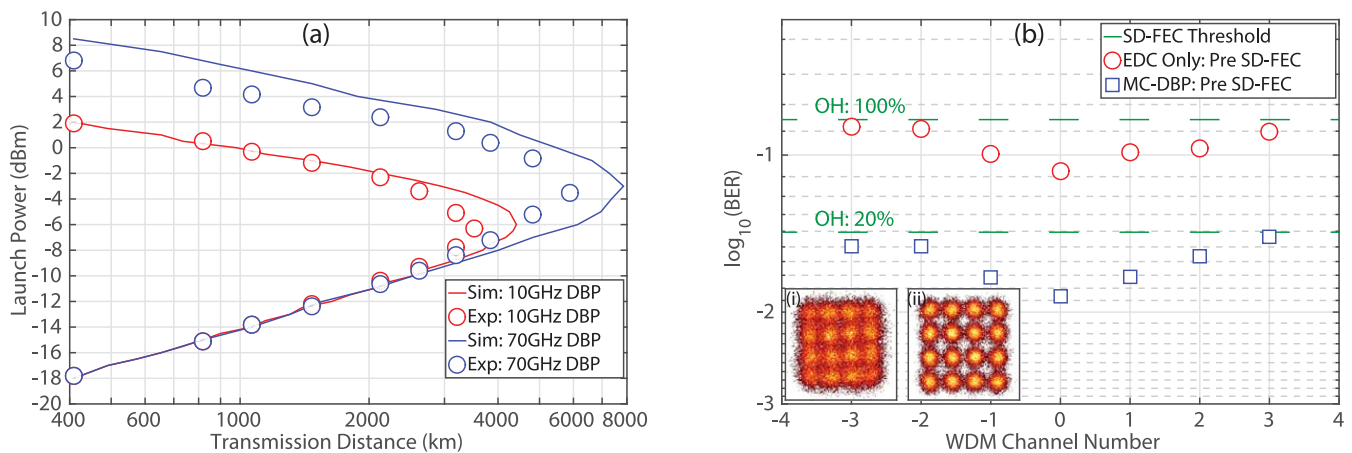 (a)
Launch Power (dBm)
10
8
6
4
2
0
-2
-4
-6
-8
-10
-12
-14
-16
-18
-20
Sim: 10GHz DBP
Exp: 10GHz DBP
Sim: 70GHz DBP
Exp: 70GHz DBP
400 600 1000 2000 4000 8000
Transmission Distance (km)
(b)
SD-FEC Threshold
EDC Only: Pre SD-FEC
MC-DBP: Pre SD-FEC
OH: 100%
OH: 20%
log10(BER)
-1
-2
-3
(i)
(ii)
-4 -3 -2 -1 0 1 2 3 4
WDM Channel Number